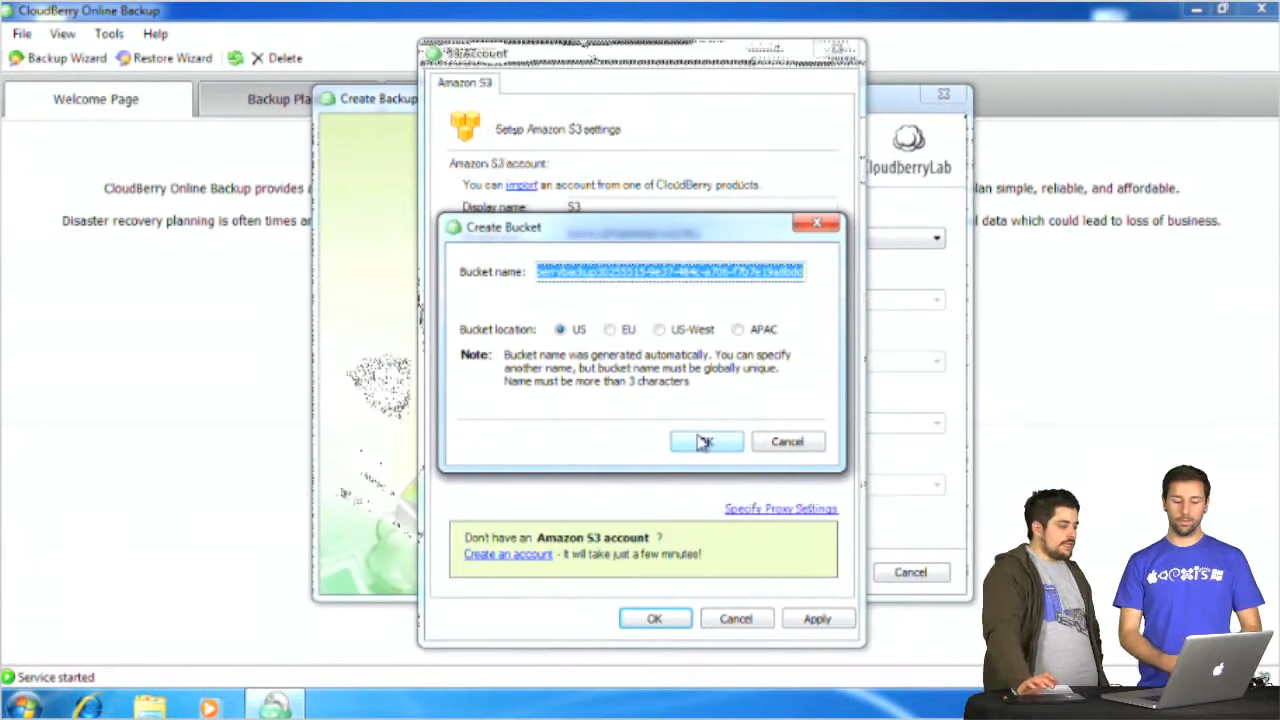 CloudBerry Online Backup
File View Tools Help
Backup Wizard Restore Wizard Delete
Welcome Page
Backup Pla
Create Backup
S3 account
Amazon S3
Setup Amazon S3 settings
Amazon S3 account:
You can import an account from one of CloudBerry products.
Display name: S3
CloudberryLab
CloudBerry Online Backup provides a
lan simple, reliable, and affordable.
Disaster recovery planning is often times an
l data which could lead to loss of business.
Create Bucket
Bucket name:
Bucket location: US EU US-West APAC
Note: Bucket name was generated automatically. You can specify
another name, but bucket name must be globally unique.
Name must be more than 3 characters
OK Cancel
Specify Proxy Settings
Don't have an Amazon S3 account ?
Create an account - it will take just a few minutes!
Cancel
OK Cancel Apply
Service started